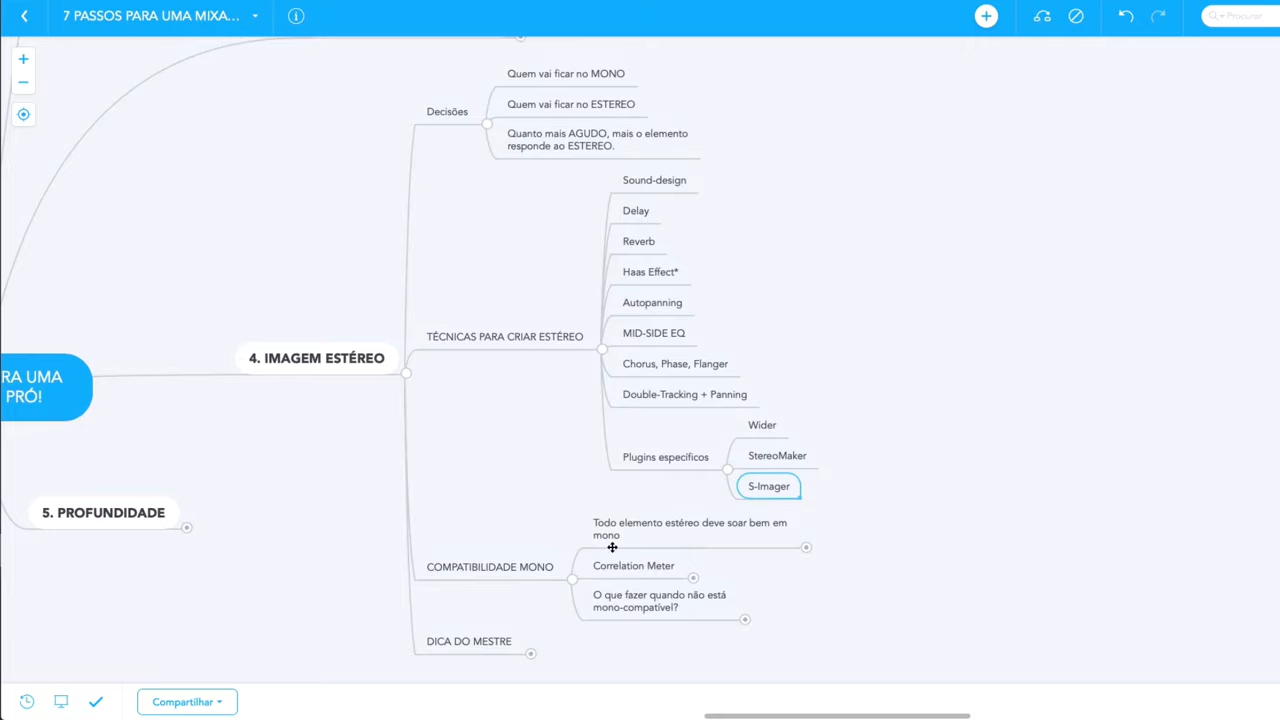 7 PASSOS PARA UMA MIXA...
Procurar
Quem vai ficar no MONO
Decisões
Quem vai ficar no ESTEREO
Quanto mais AGUDO, mais o elemento
responde ao ESTEREO.
Sound-design
Delay
Reverb
Haas Effect*
Autopanning
MID-SIDE EQ
TÉCNICAS PARA CRIAR ESTÉREO
4. IMAGEM ESTÉREO
Chorus, Phase, Flanger
RA UMA
PRÓ!
Double-Tracking + Panning
Wider
Plugins específicos
StereoMaker
S-Imager
5. PROFUNDIDADE
Todo elemento estéreo deve soar bem em
mono
COMPATIBILIDADE MONO
Correlation Meter
O que fazer quando não está
mono-compatível?
DICA DO MESTRE
Compartilhar